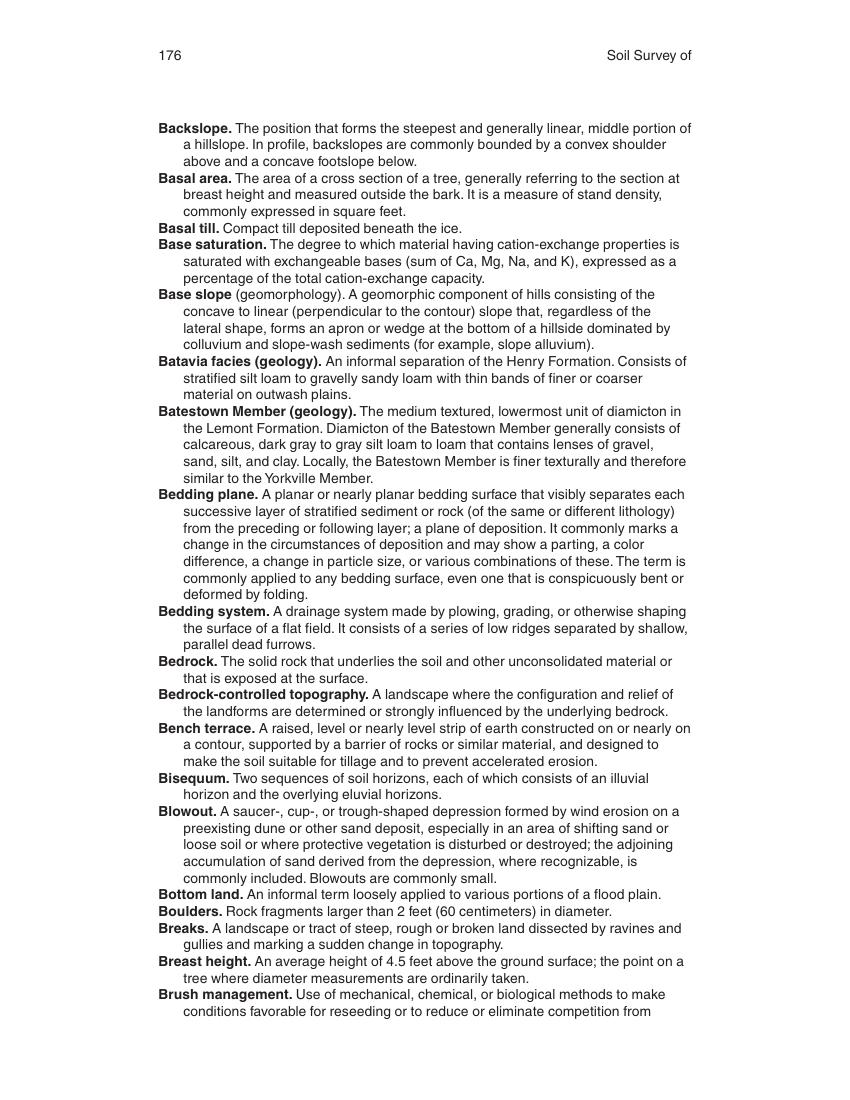 176
Soil Survey of
Backslope. The position that forms the steepest and generally linear, middle portion of
a hillslope. In profile, backslopes are commonly bounded by a convex shoulder
above and a concave footslope below.
Basal area. The area of a cross section of a tree, generally referring to the section at
breast height and measured outside the bark. It is a measure of stand density,
commonly expressed in square feet.
Basal till. Compact till deposited beneath the ice.
Base saturation. The degree to which material having cation-exchange properties is
saturated with exchangeable bases (sum of Ca, Mg, Na, and K), expressed as a
percentage of the total cation-exchange capacity.
Base slope (geomorphology). A geomorphic component of hills consisting of the
concave to linear (perpendicular to the contour) slope that, regardless of the
lateral shape, forms an apron or wedge at the bottom of a hillside dominated by
colluvium and slope-wash sediments (for example, slope alluvium).
Batavia facies (geology). An informal separation of the Henry Formation. Consists of
stratified silt loam to gravelly sandy loam with thin bands of finer or coarser
material on outwash plains.
Batestown Member (geology). The medium textured, lowermost unit of diamicton in
the Lemont Formation. Diamicton of the Batestown Member generally consists of
calcareous, dark gray to gray silt loam to loam that contains lenses of gravel,
sand, silt, and clay. Locally, the Batestown Member is finer texturally and therefore
similar to the Yorkville Member.
Bedding plane. A planar or nearly planar bedding surface that visibly separates each
successive layer of stratified sediment or rock (of the same or different lithology)
from the preceding or following layer; a plane of deposition. It commonly marks a
change in the circumstances of deposition and may show a parting, a color
difference, a change in particle size, or various combinations of these. The term is
commonly applied to any bedding surface, even one that is conspicuously bent or
deformed by folding.
Bedding system. A drainage system made by plowing, grading, or otherwise shaping
the surface of a flat field. It consists of a series of low ridges separated by shallow,
parallel dead furrows.
Bedrock. The solid rock that underlies the soil and other unconsolidated material or
that is exposed at the surface.
Bedrock-controlled topography. A landscape where the configuration and relief of
the landforms are determined or strongly influenced by the underlying bedrock.
Bench terrace. A raised, level or nearly level strip of earth constructed on or nearly on
a contour, supported by a barrier of rocks or similar material, and designed to
make the soil suitable for tillage and to prevent accelerated erosion.
Bisequum. Two sequences of soil horizons, each of which consists of an illuvial
horizon and the overlying eluvial horizons.
Blowout. A saucer-, cup-, or trough-shaped depression formed by wind erosion on a
preexisting dune or other sand deposit, especially in an area of shifting sand or
loose soil or where protective vegetation is disturbed or destroyed; the adjoining
accumulation of sand derived from the depression, where recognizable, is
commonly included. Blowouts are commonly small.
Bottom land. An informal term loosely applied to various portions of a flood plain.
Boulders. Rock fragments larger than 2 feet (60 centimeters) in diameter.
Breaks. A landscape or tract of steep, rough or broken land dissected by ravines and
gullies and marking a sudden change in topography.
Breast height. An average height of 4.5 feet above the ground surface; the point on a
tree where diameter measurements are ordinarily taken.
Brush management. Use of mechanical, chemical, or biological methods to make
conditions favorable for reseeding or to reduce or eliminate competition from